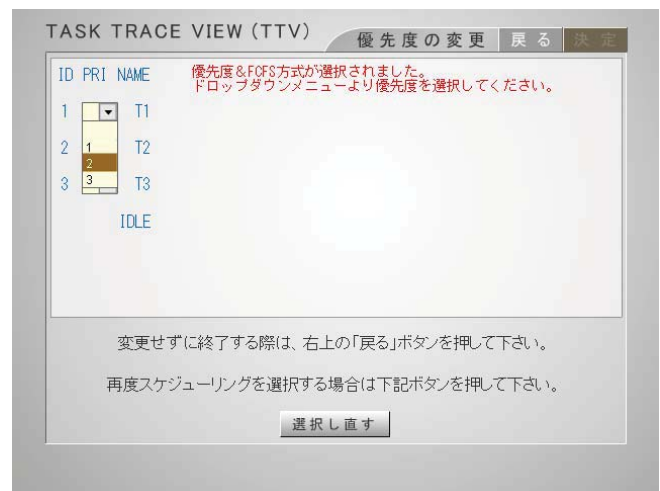 TASK TRACE VIEW (TTV)
優先度の変更 戻る 決定
ID PRI NAME
優先度&FCFS方式が選択されました。
ドロップダウンメニューより優先度を選択してください。
1 T1
2 1 T2
2
3 3 T3
IDLE
変更せずに終了する際は、右上の「戻る」ボタンを押して下さい。
再度スケジューリングを選択する場合は下記ボタンを押して下さい。
選択し直す